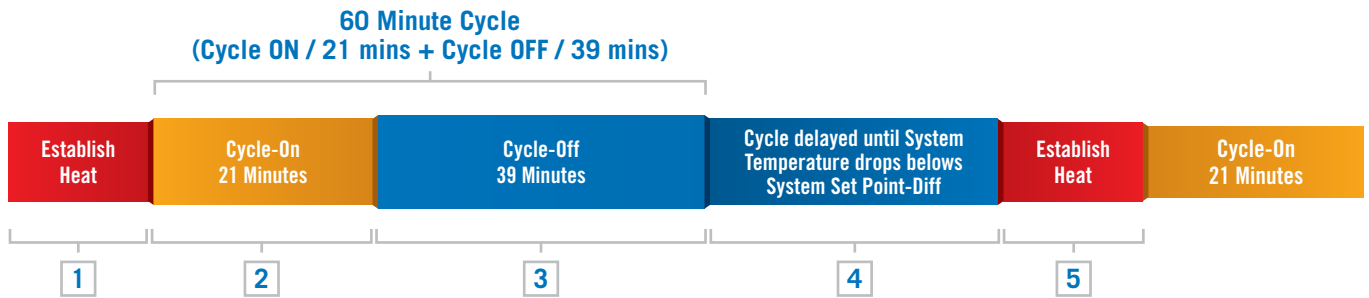 60 Minute Cycle
(Cycle ON / 21 mins + Cycle OFF / 39 mins)
Establish
Heat
Cycle-On
21 Minutes
Cycle-Off
39 Minutes
Cycle delayed until System
Temperature drops belows
System Set Point-Diff
Establish
Heat
Cycle-On
21 Minutes
1
2
3
4
5